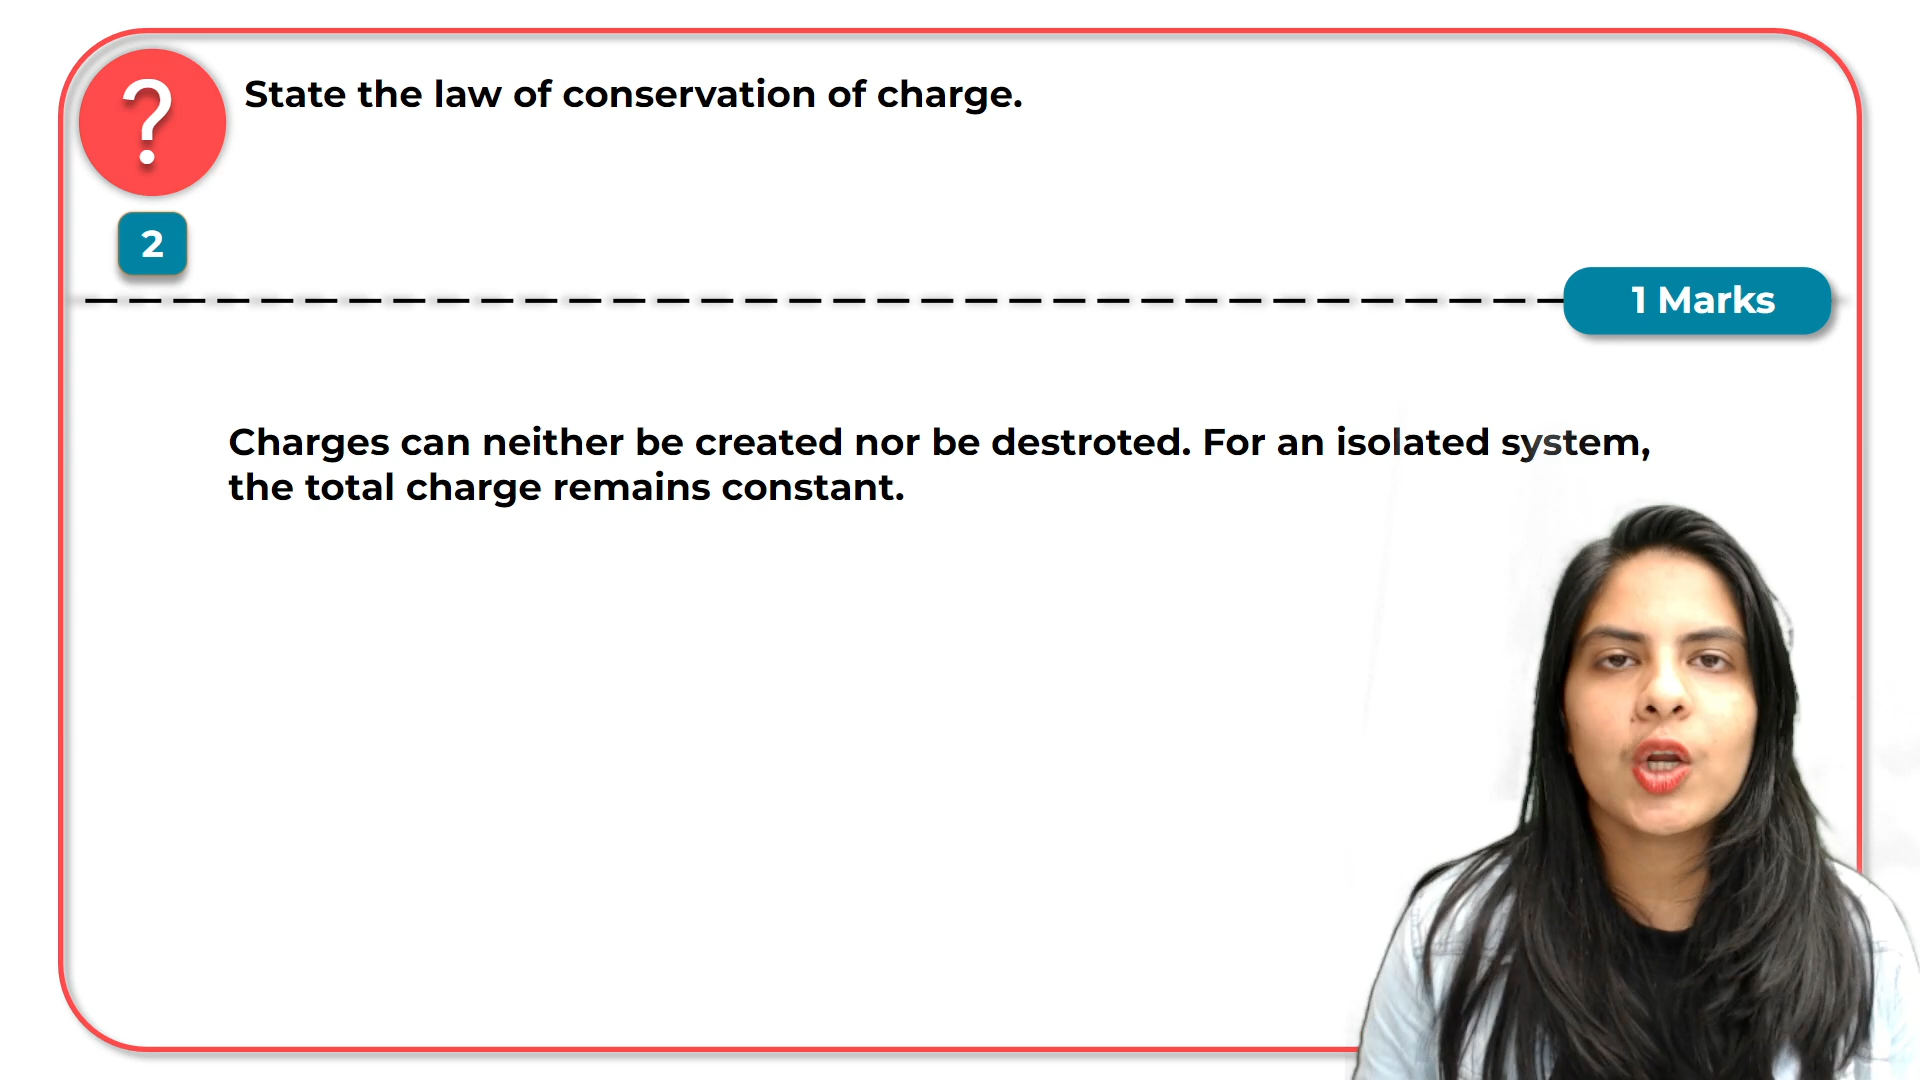 ?
State the law of conservation of charge.
2
1 Marks
Charges can neither be created nor be destroted. For an isolated system,
the total charge remains constant.